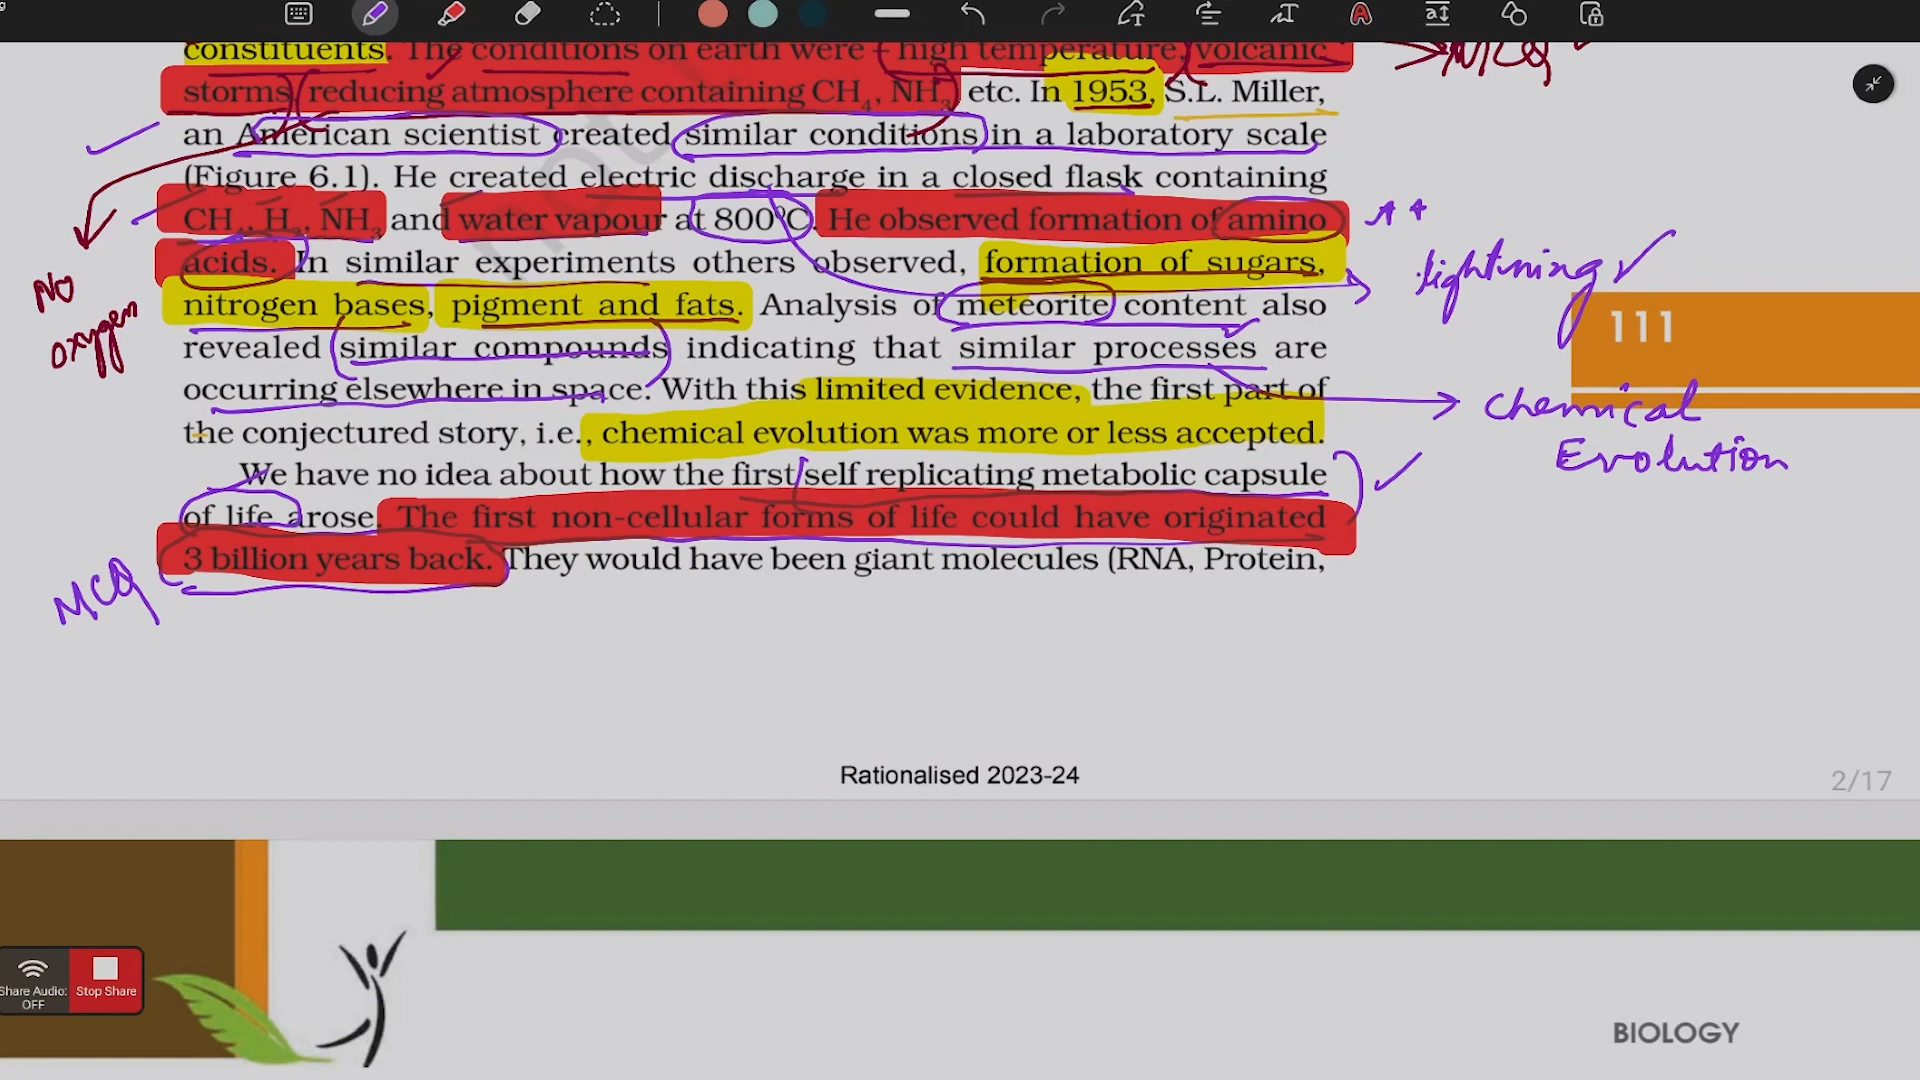 constituents. The conditions on earth were – high temperature, volcanic
storms, reducing atmosphere containing CH₄, NH₃, etc. In 1953, S.L. Miller,
an American scientist created similar conditions in a laboratory scale
(Figure 6.1). He created electric discharge in a closed flask containing
CH₄, H₂, NH₃ and water vapour at 800⁰C. He observed formation of amino
acids. In similar experiments others observed, formation of sugars,
nitrogen bases, pigment and fats. Analysis of meteorite content also
revealed similar compounds indicating that similar processes are
occurring elsewhere in space. With this limited evidence, the first part of
the conjectured story, i.e., chemical evolution was more or less accepted.
We have no idea about how the first self replicating metabolic capsule
of life arose. The first non-cellular forms of life could have originated
3 billion years back. They would have been giant molecules (RNA, Protein,
MCQ
No
oxygen
lightning
111
Chemical
Evolution
MCQ
Rationalised 2023-24
2/17
Share Audio:
OFF
Stop Share
BIOLOGY